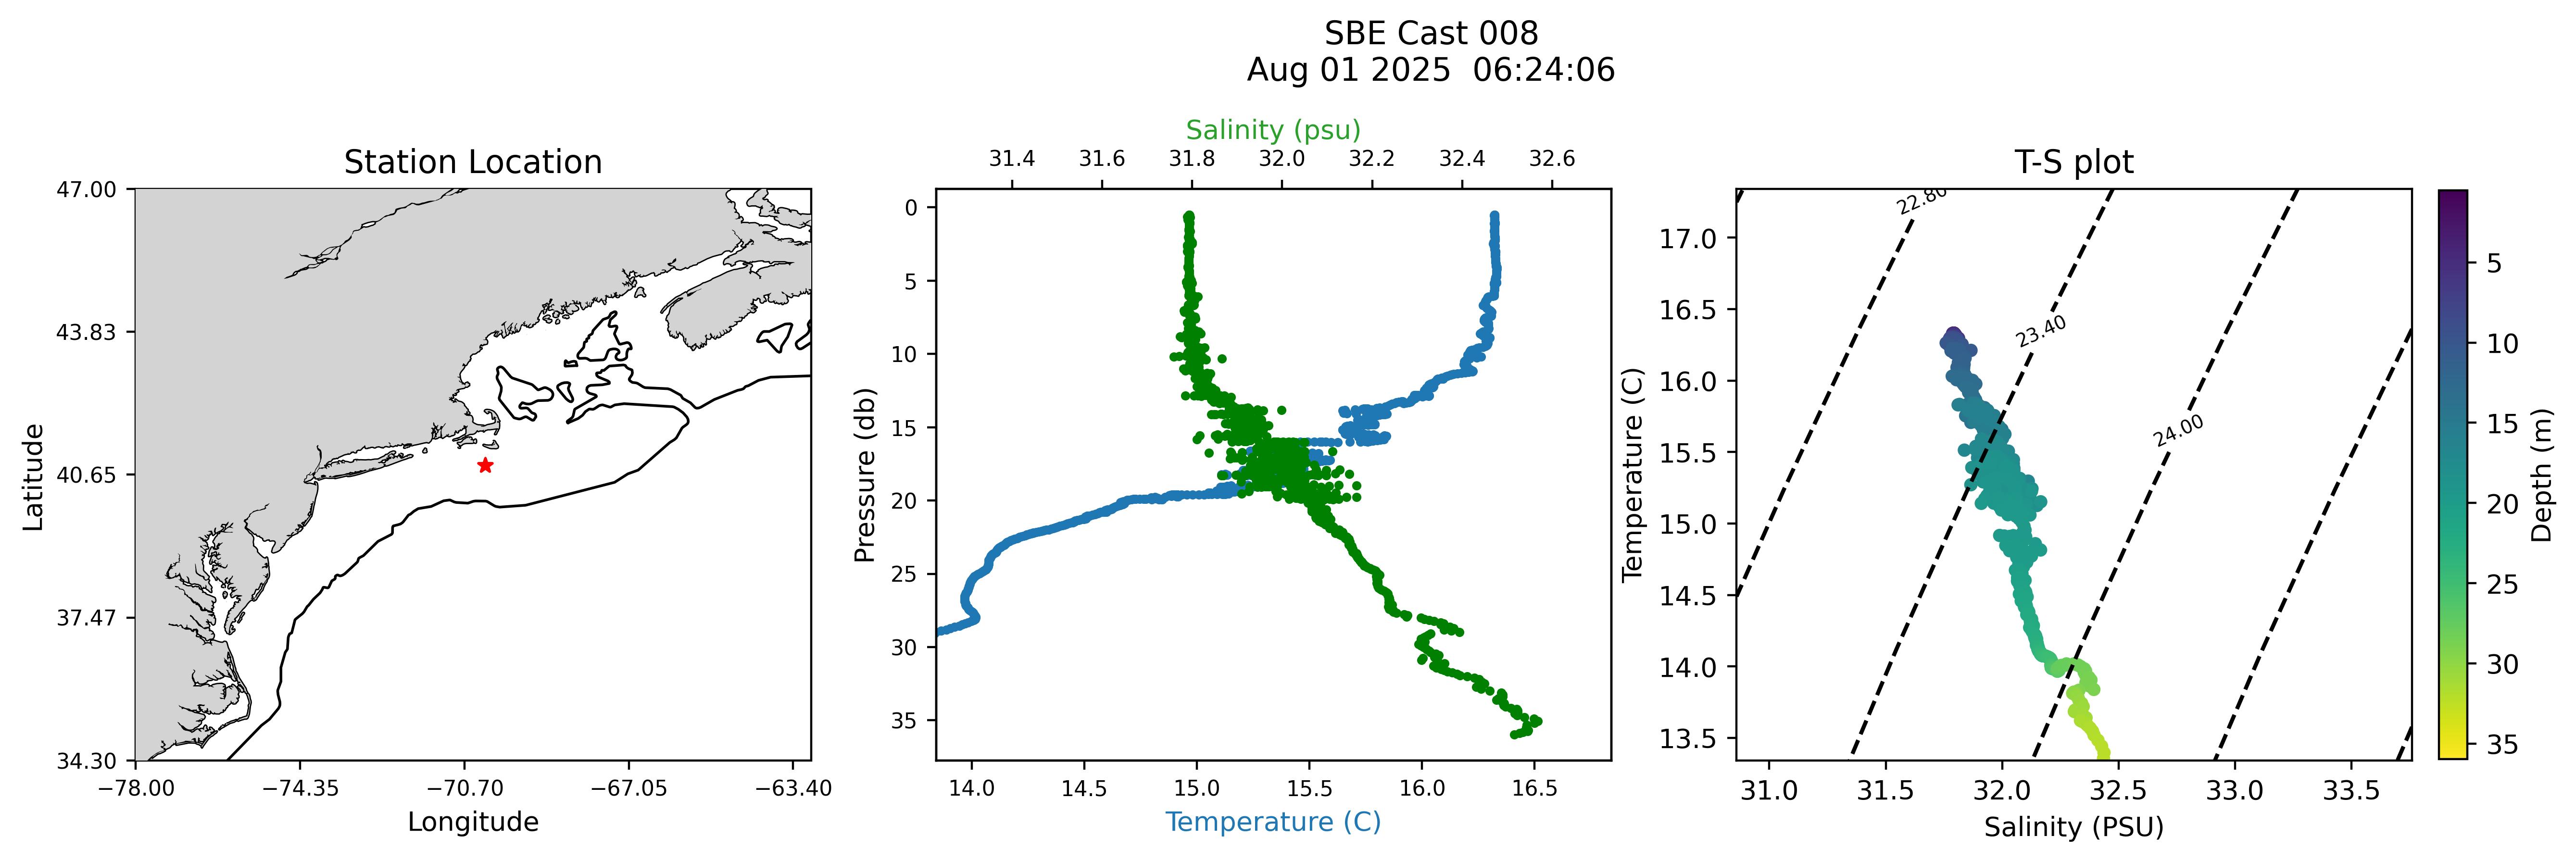 SBE Cast 008
Aug 01 2025  06:24:06
Station Location
47.00
43.83
40.65
37.47
34.30
Latitude
−78.00 −74.35 −70.70 −67.05 −63.40
Longitude
Salinity (psu)
31.4 31.6 31.8 32.0 32.2 32.4 32.6
0
5
10
15
20
25
30
35
Pressure (db)
14.0 14.5 15.0 15.5 16.0 16.5
Temperature (C)
T-S plot
17.0
16.5
16.0
15.5
15.0
14.5
14.0
13.5
Temperature (C)
22.80
23.40
24.00
31.0 31.5 32.0 32.5 33.0 33.5
Salinity (PSU)
5
10
15
20
25
30
35
Depth (m)